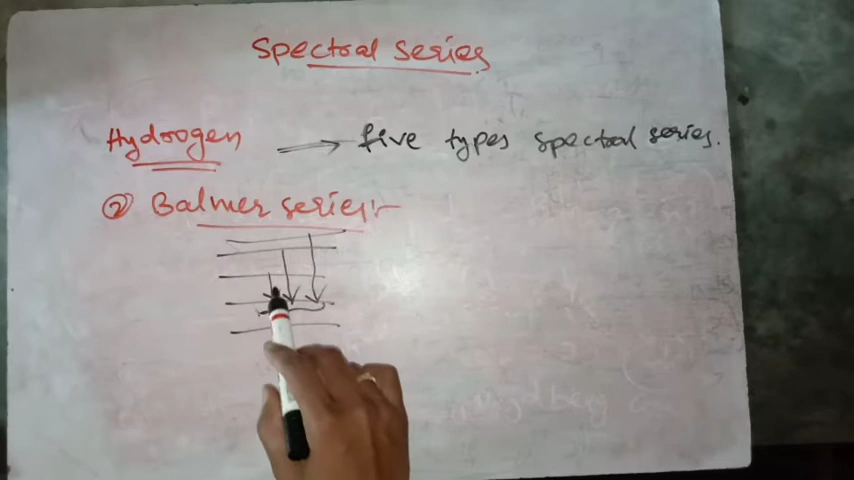 Spectral series
Hydrogen → five types spectral series.
② Balmer series:-